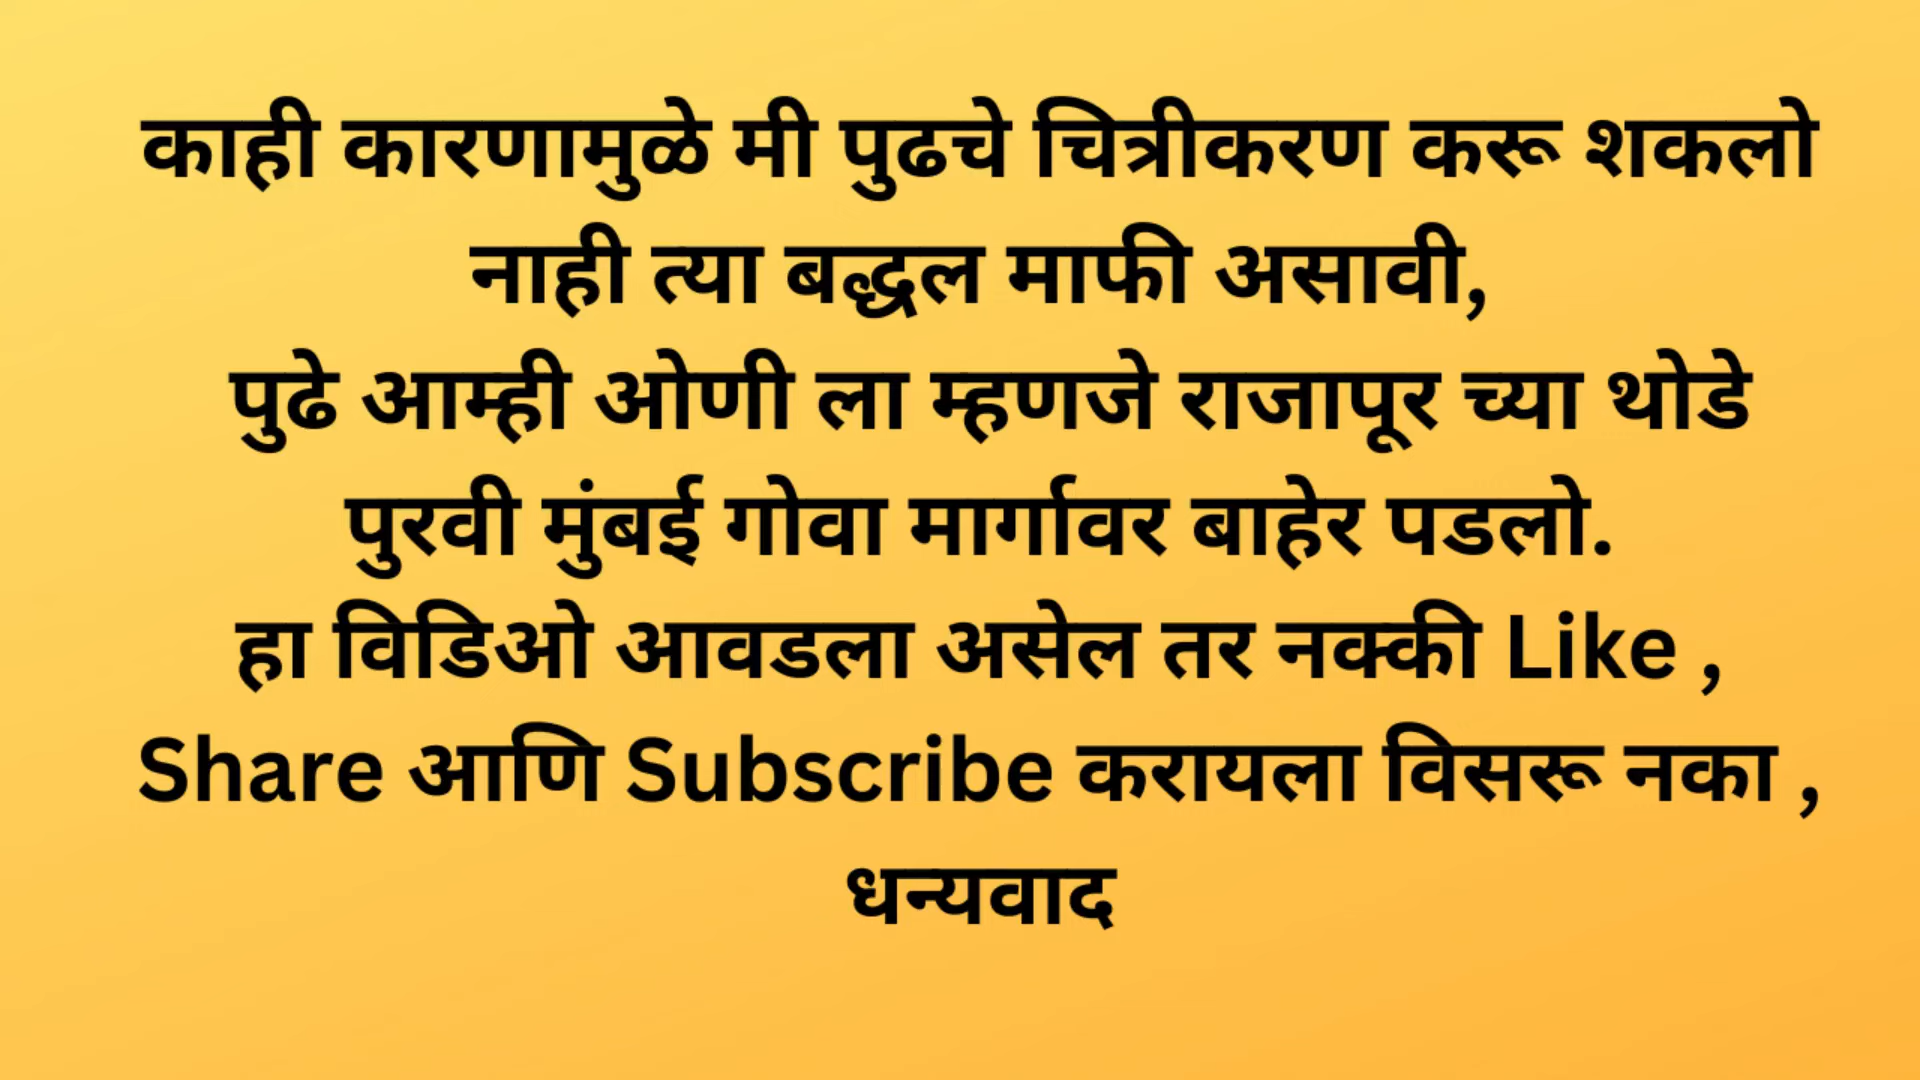 काही कारणामुळे मी पुढचे चित्रीकरण करू शकलो
नाही त्या बद्धल माफी असावी,
पुढे आम्ही ओणी ला म्हणजे राजापूर च्या थोडे
पुरवी मुंबई गोवा मार्गावर बाहेर पडलो.
हा विडिओ आवडला असेल तर नक्की Like ,
Share आणि Subscribe करायला विसरू नका ,
धन्यवाद